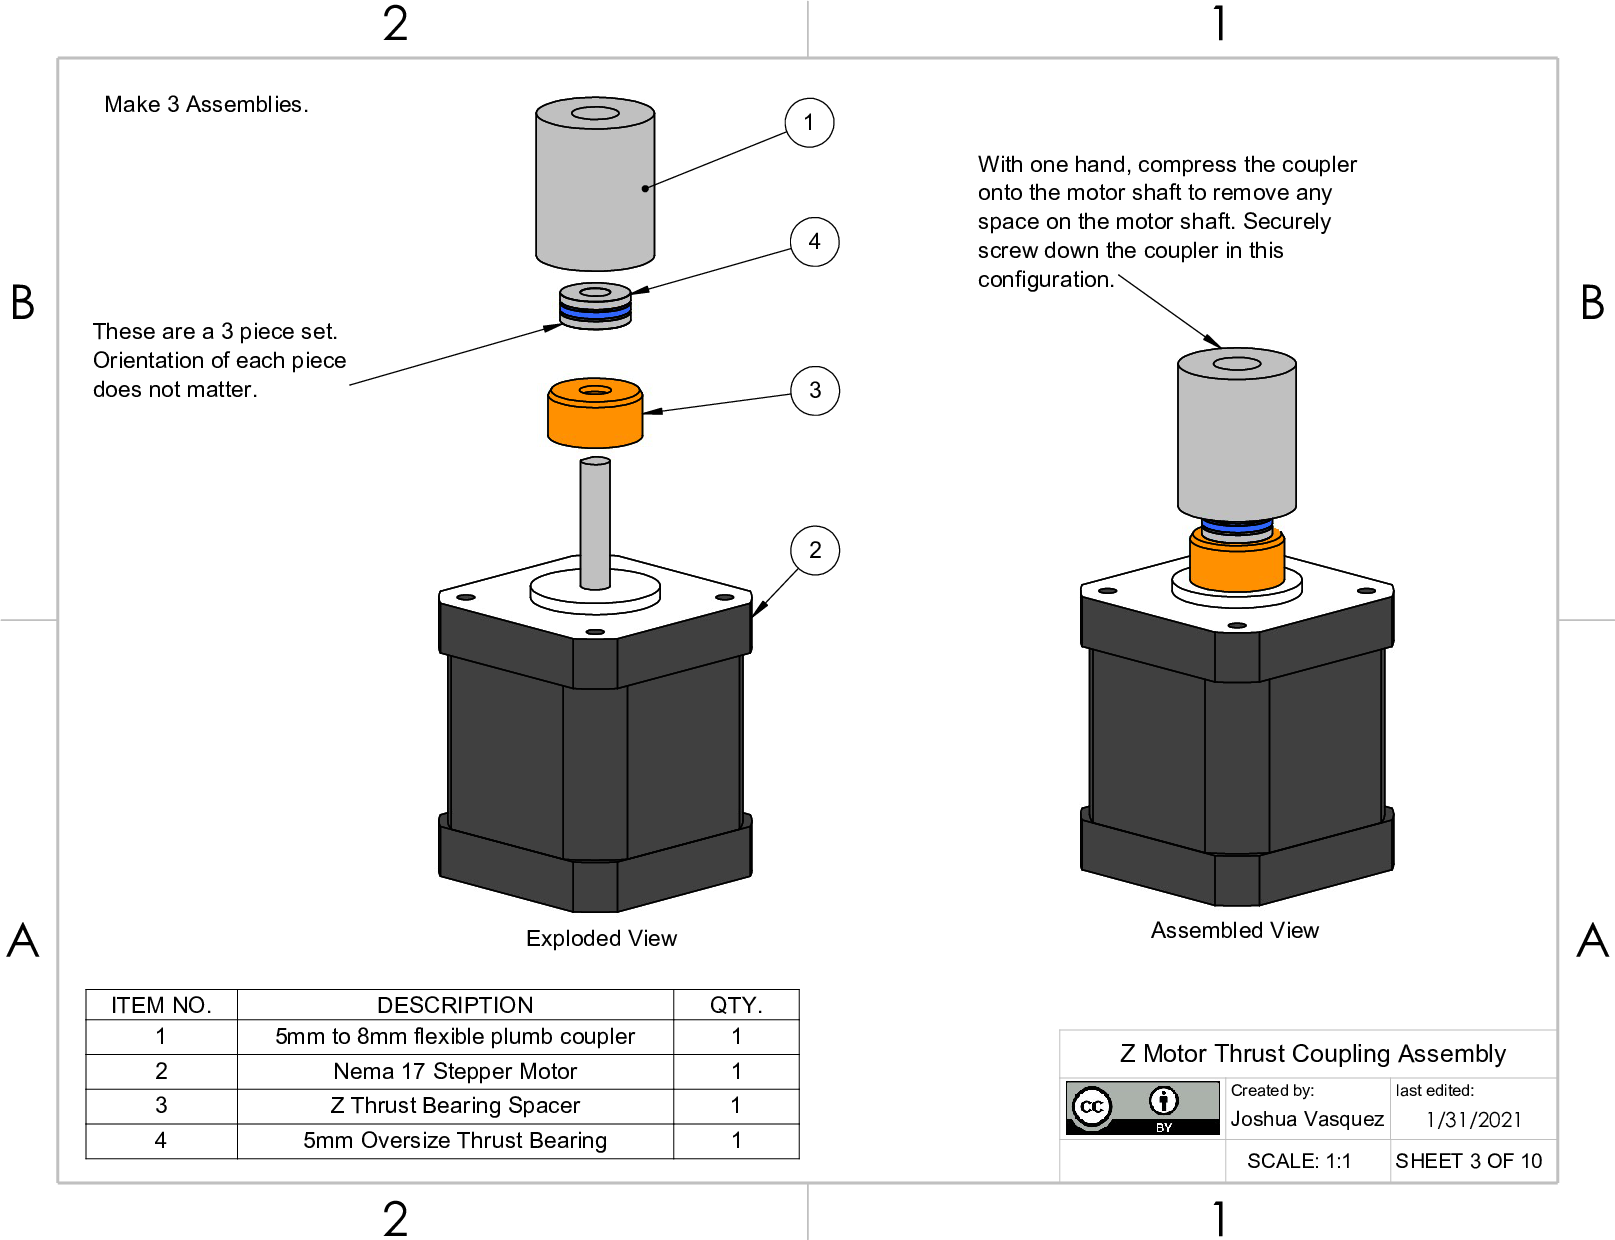 2
1
Make 3 Assemblies.
1
With one hand, compress the coupler
onto the motor shaft to remove any
space on the motor shaft. Securely
screw down the coupler in this
configuration.
4
B
B
These are a 3 piece set.
Orientation of each piece
does not matter.
3
2
A
A
Exploded View
Assembled View
ITEM NO. DESCRIPTION QTY.
1 5mm to 8mm flexible plumb coupler 1
2 Nema 17 Stepper Motor 1
3 Z Thrust Bearing Spacer 1
4 5mm Oversize Thrust Bearing 1
Z Motor Thrust Coupling Assembly
cc
BY
Created by:
Joshua Vasquez
last edited:
1/31/2021
SCALE: 1:1
SHEET 3 OF 10
2
1